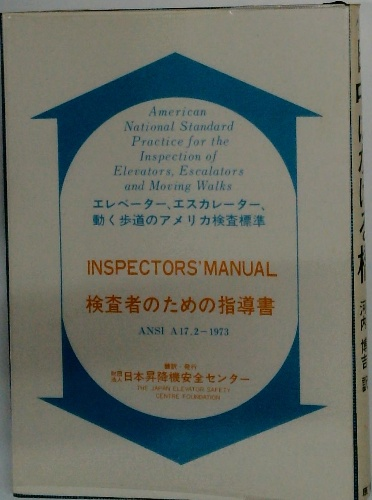 American
National Standard
Practice for the
Inspection of
Elevators, Escalators
and Moving Walks
エレベーター、エスカレーター、
動く歩道のアメリカ検査標準
INSPECTORS' MANUAL
検査者のための指導書
ANSI A17.2-1973
翻訳・発行
財団法人 日本昇降機安全センター
THE JAPAN ELEVATOR SAFETY
CENTRE FOUNDATION